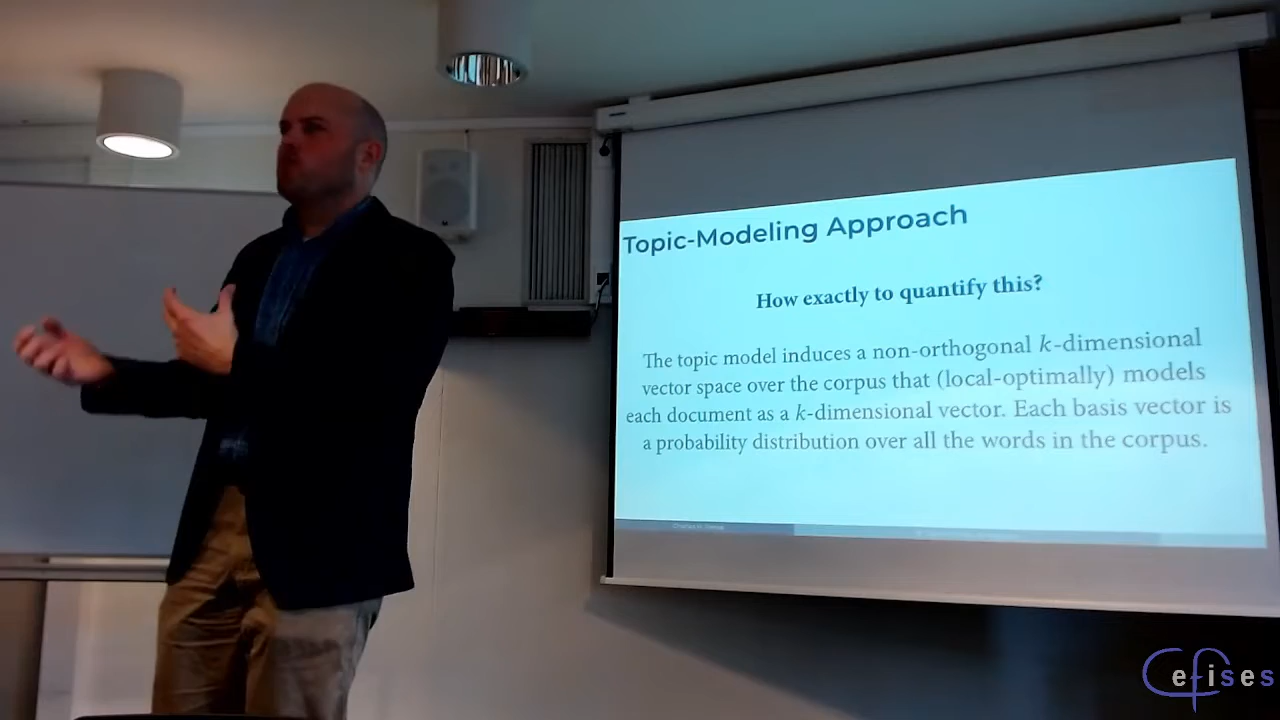 Topic-Modeling Approach
How exactly to quantify this?
The topic model induces a non-orthogonal k-dimensional
vector space over the corpus that (local-optimally) models
each document as a k-dimensional vector. Each basis vector is
a probability distribution over all the words in the corpus.
Cefises